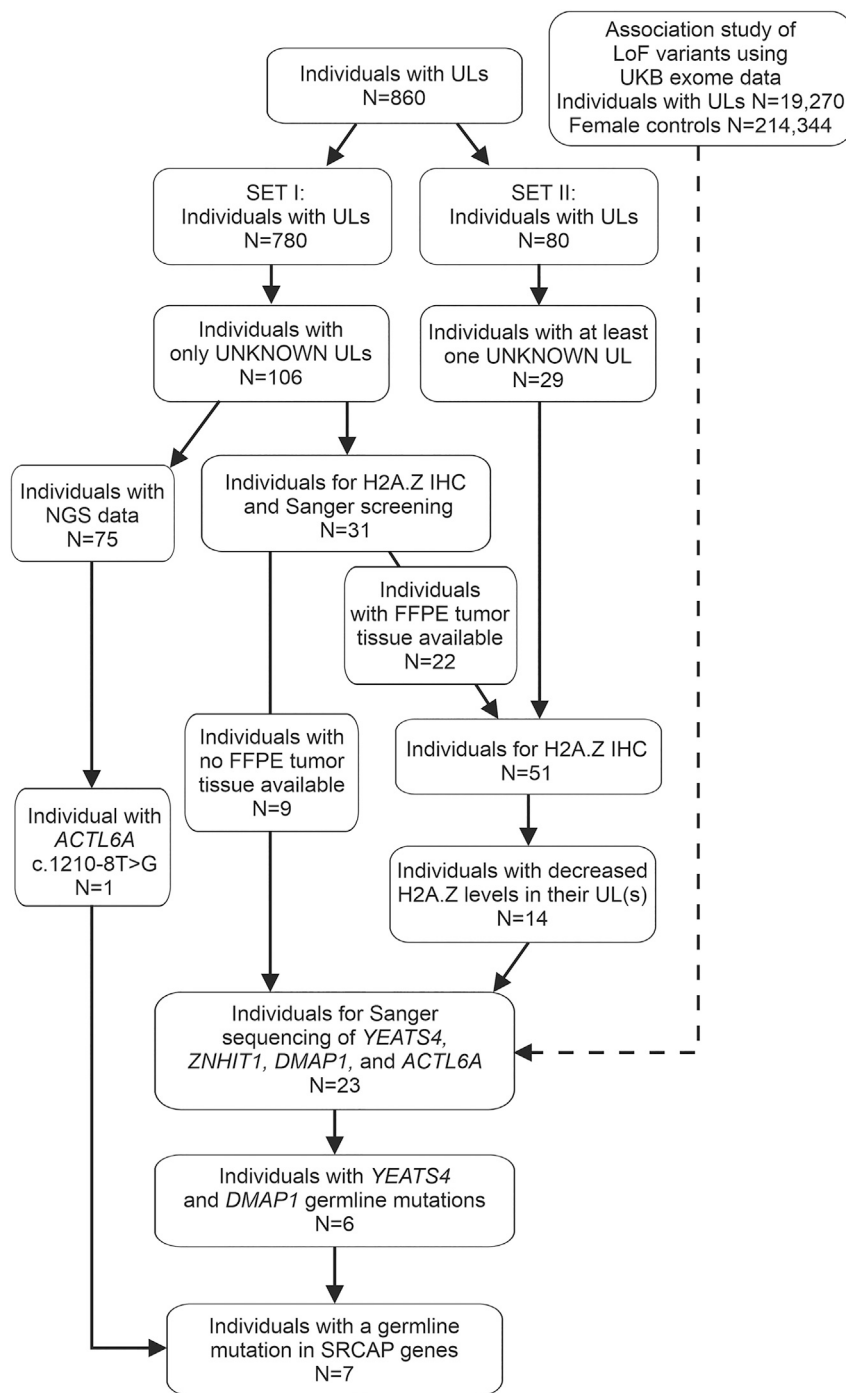 Association study of
LoF variants using
UKB exome data
Individuals with ULs N=19,270
Female controls N=214,344
Individuals with ULs
N=860
SET I:
Individuals with ULs
N=780
SET II:
Individuals with ULs
N=80
Individuals with
only UNKNOWN ULs
N=106
Individuals with at least
one UNKNOWN UL
N=29
Individuals with
NGS data
N=75
Individuals for H2A.Z IHC
and Sanger screening
N=31
Individuals
with FFPE tumor
tissue available
N=22
Individuals with
no FFPE tumor
tissue available
N=9
Individuals for H2A.Z IHC
N=51
Individual with
ACTL6A
c.1210-8T>G
N=1
Individuals with decreased
H2A.Z levels in their UL(s)
N=14
Individuals for Sanger
sequencing of YEATS4,
ZNHIT1, DMAP1, and ACTL6A
N=23
Individuals with YEATS4
and DMAP1 germline mutations
N=6
Individuals with a germline
mutation in SRCAP genes
N=7